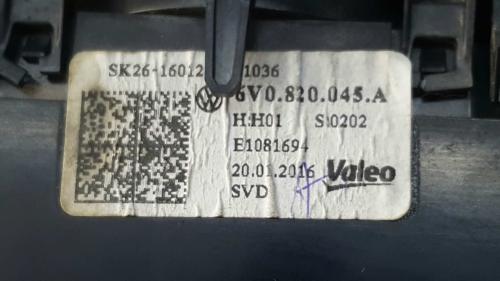 SK26-16012 1036
6V0.820.045.A
H:H01 S:0202
E1081694
20.01.2016 Valeo
SVD